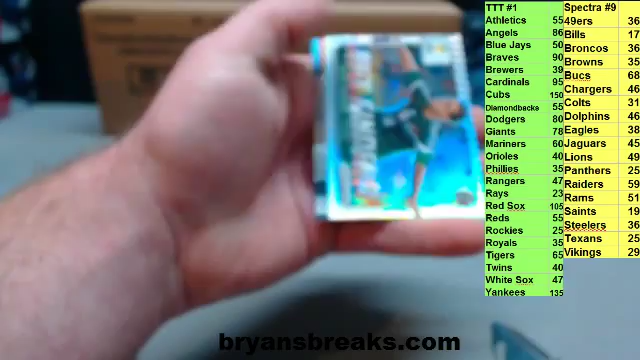 TTT #1
Athletics 55
Angels 86
Blue Jays 50
Braves 90
Brewers 39
Cardinals 95
Cubs 150
Diamondbacks 55
Dodgers 80
Giants 78
Mariners 60
Orioles 40
Phillies 35
Rangers 47
Rays 23
Red Sox 105
Reds 55
Rockies 25
Royals 35
Tigers 65
Twins 40
White Sox 47
Yankees 135
Spectra #9
49ers 36
Bills 17
Broncos 36
Browns 35
Bucs 68
Chargers 46
Colts 31
Dolphins 46
Eagles 38
Jaguars 45
Lions 49
Panthers 25
Raiders 59
Rams 51
Saints 19
Steelers 36
Texans 25
Vikings 29
bryansbreaks.com